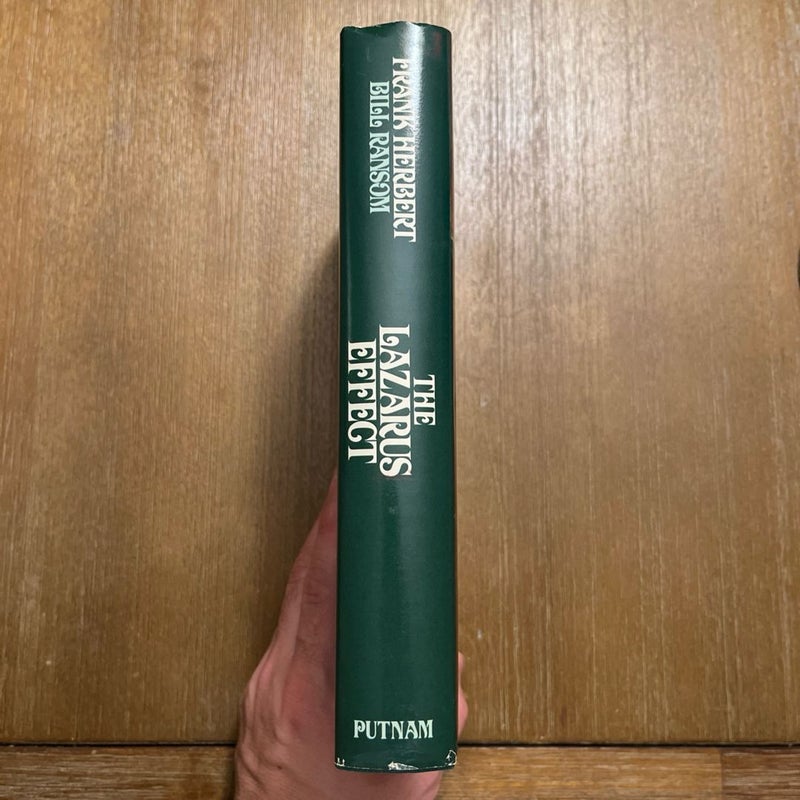 FRANK HERBERT
BILL RANSOM
THE
LAZARUS
EFFECT
PUTNAM